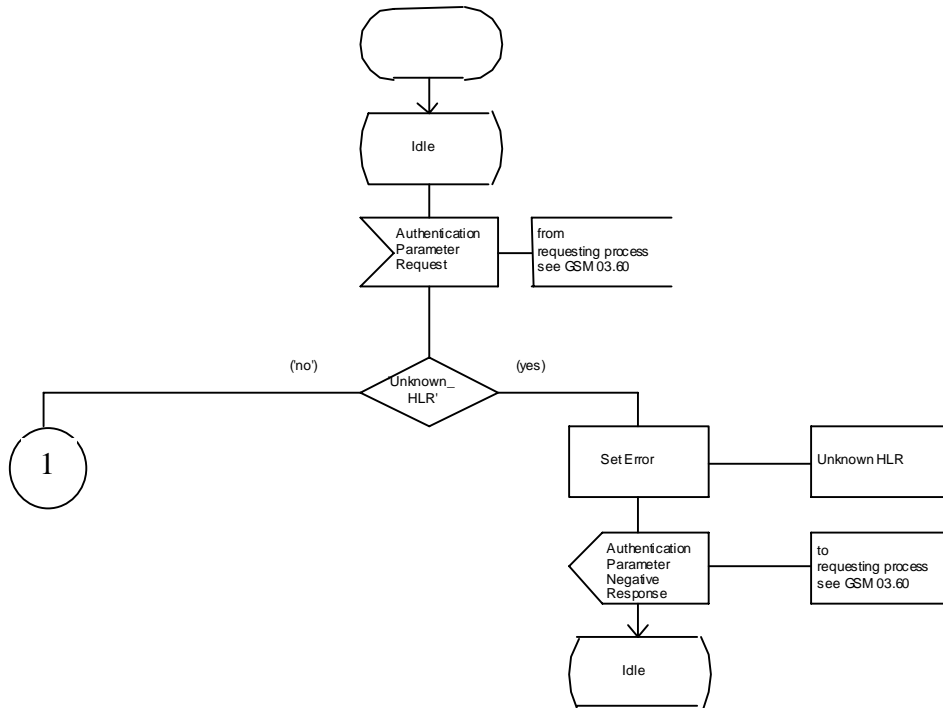 Idle
Authentication
Parameter
Request
from
requesting process
see GSM 03.60
('no')
'Unknown_
HLR'
(yes)
1
Set Error
Unknown HLR
Authentication
Parameter
Negative
Response
to
requesting process
see GSM 03.60
Idle